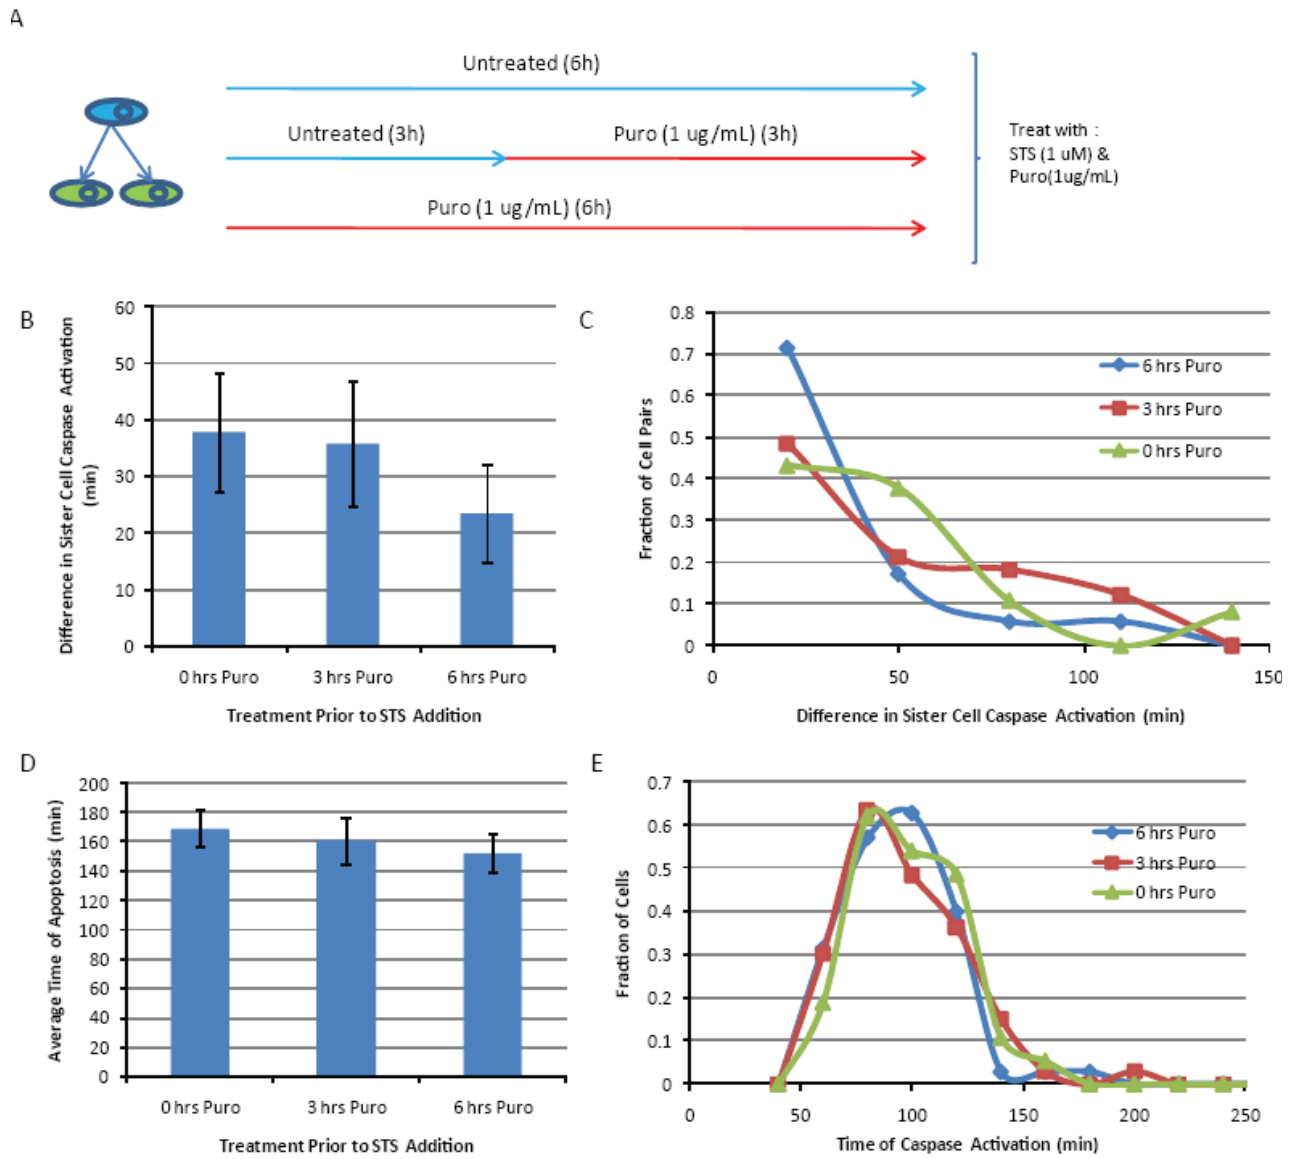 A
Untreated (6h)
Untreated (3h)
Puro (1 ug/mL) (3h)
Puro (1 ug/mL) (6h)
Treat with :
STS (1 uM) &
Puro(1ug/mL)
B
Difference in Sister Cell Caspase Activation
(min)
60
50
40
30
20
10
0
0 hrs Puro
3 hrs Puro
6 hrs Puro
Treatment Prior to STS Addition
C
Fraction of Cell Pairs
0.8
0.7
0.6
0.5
0.4
0.3
0.2
0.1
0
6 hrs Puro
3 hrs Puro
0 hrs Puro
0
50
100
150
Difference in Sister Cell Caspase Activation (min)
D
Average Time of Apoptosis (min)
200
180
160
140
120
100
80
60
40
20
0
0 hrs Puro
3 hrs Puro
6 hrs Puro
Treatment Prior to STS Addition
E
Fraction of Cells
0.7
0.6
0.5
0.4
0.3
0.2
0.1
0
6 hrs Puro
3 hrs Puro
0 hrs Puro
0
50
100
150
200
250
Time of Caspase Activation (min)